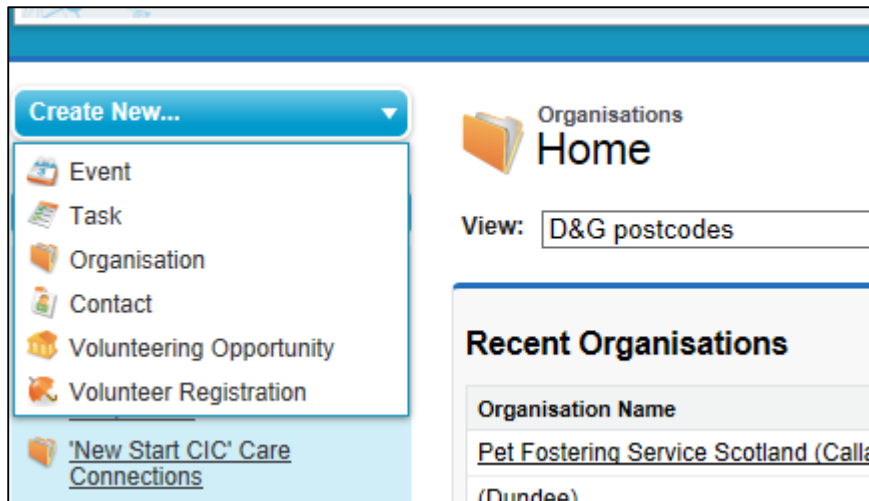 Create New...
Event
Task
Organisation
Contact
Volunteering Opportunity
Volunteer Registration
'New Start CIC' Care
Connections
Organisations
Home
View: D&G postcodes
Recent Organisations
Organisation Name
Pet Fostering Service Scotland
(Dundee)